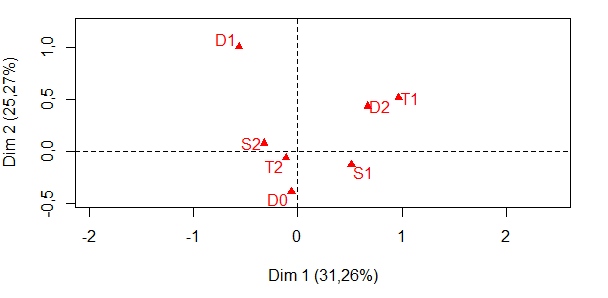 Dim 2 (25,27%)
1,0
0,5
0,0
-0,5
D1
T1
D2
S2
T2
S1
D0
-2 -1 0 1 2
Dim 1 (31,26%)